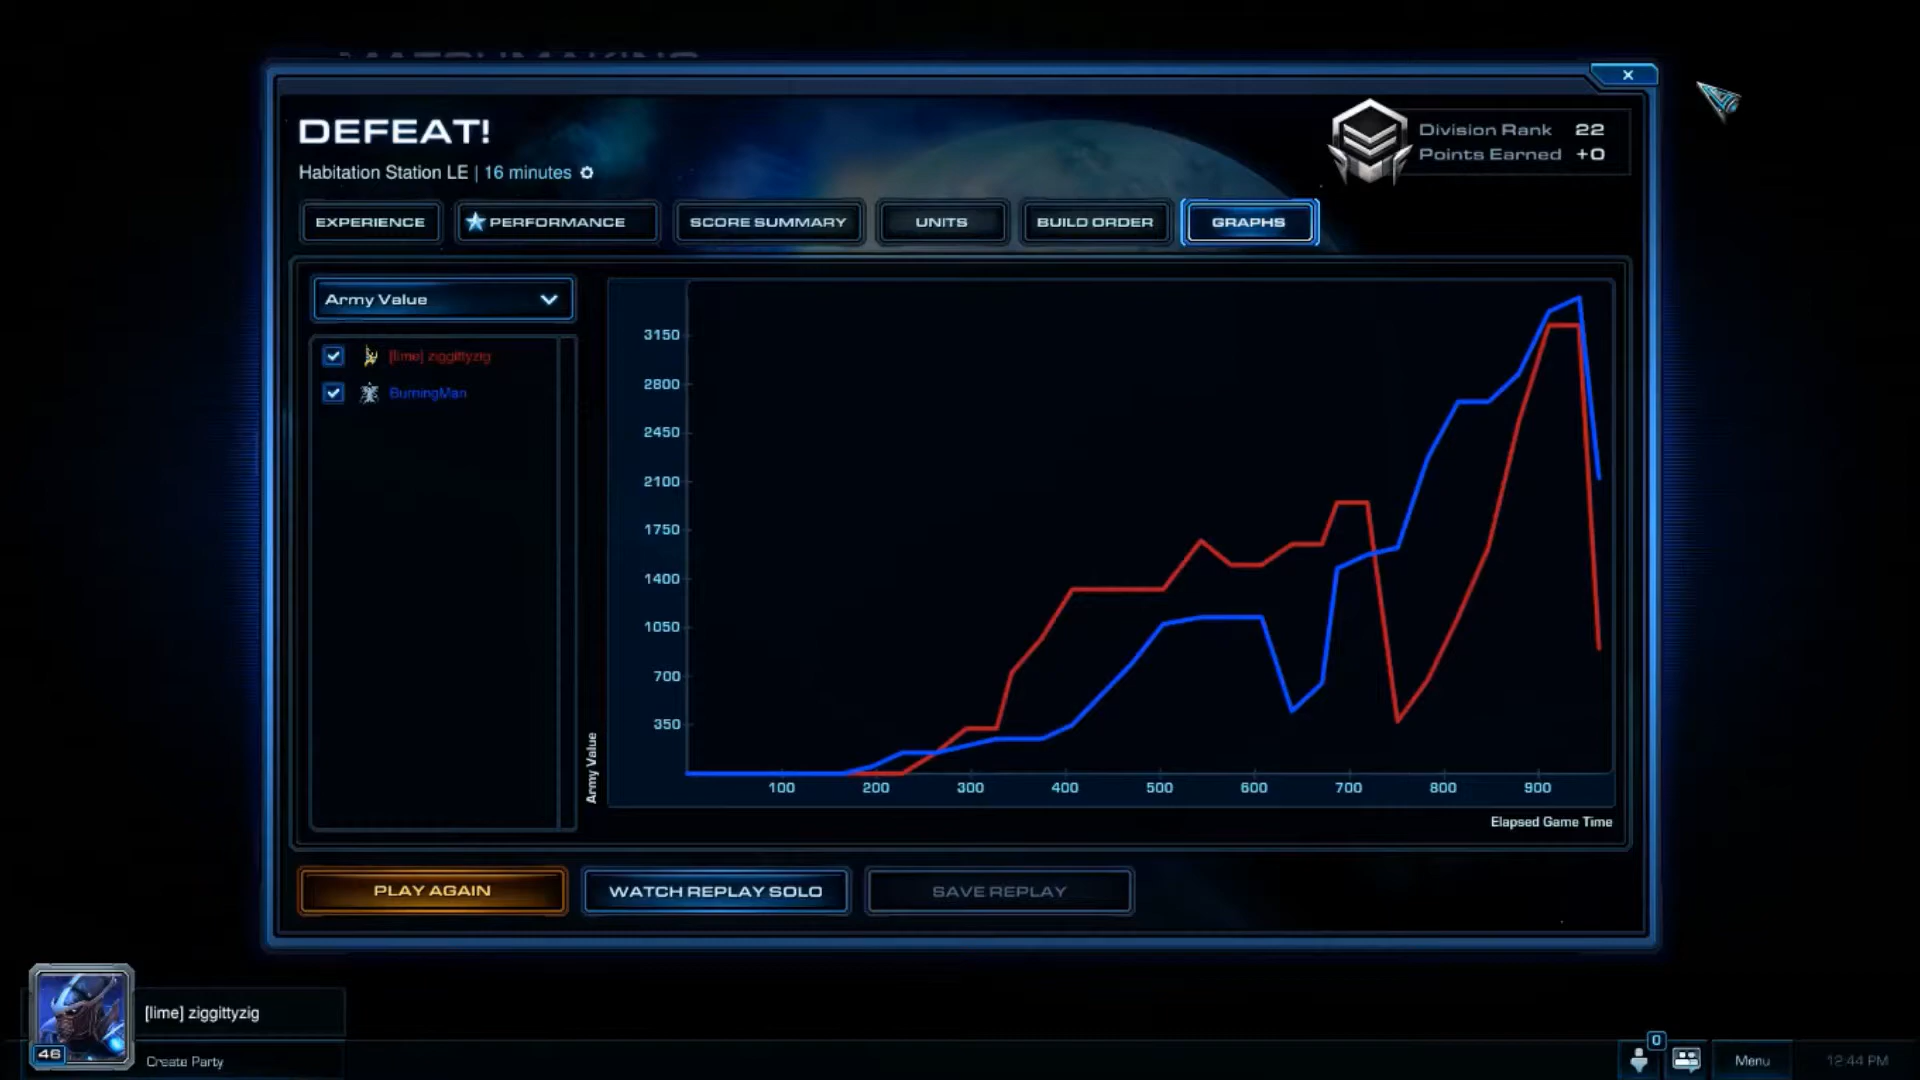 DEFEAT!
Habitation Station LE | 16 minutes
Division Rank 22
Points Earned +0
EXPERIENCE
PERFORMANCE
SCORE SUMMARY
UNITS
BUILD ORDER
GRAPHS
Army Value
[lime] ziggittyzig
BurningMan
3150
2800
2450
2100
1750
1400
1050
700
350
Army Value
100 200 300 400 500 600 700 800 900
Elapsed Game Time
PLAY AGAIN
WATCH REPLAY SOLO
SAVE REPLAY
[lime] ziggittyzig
46
Create Party
0
Menu
12:44 PM